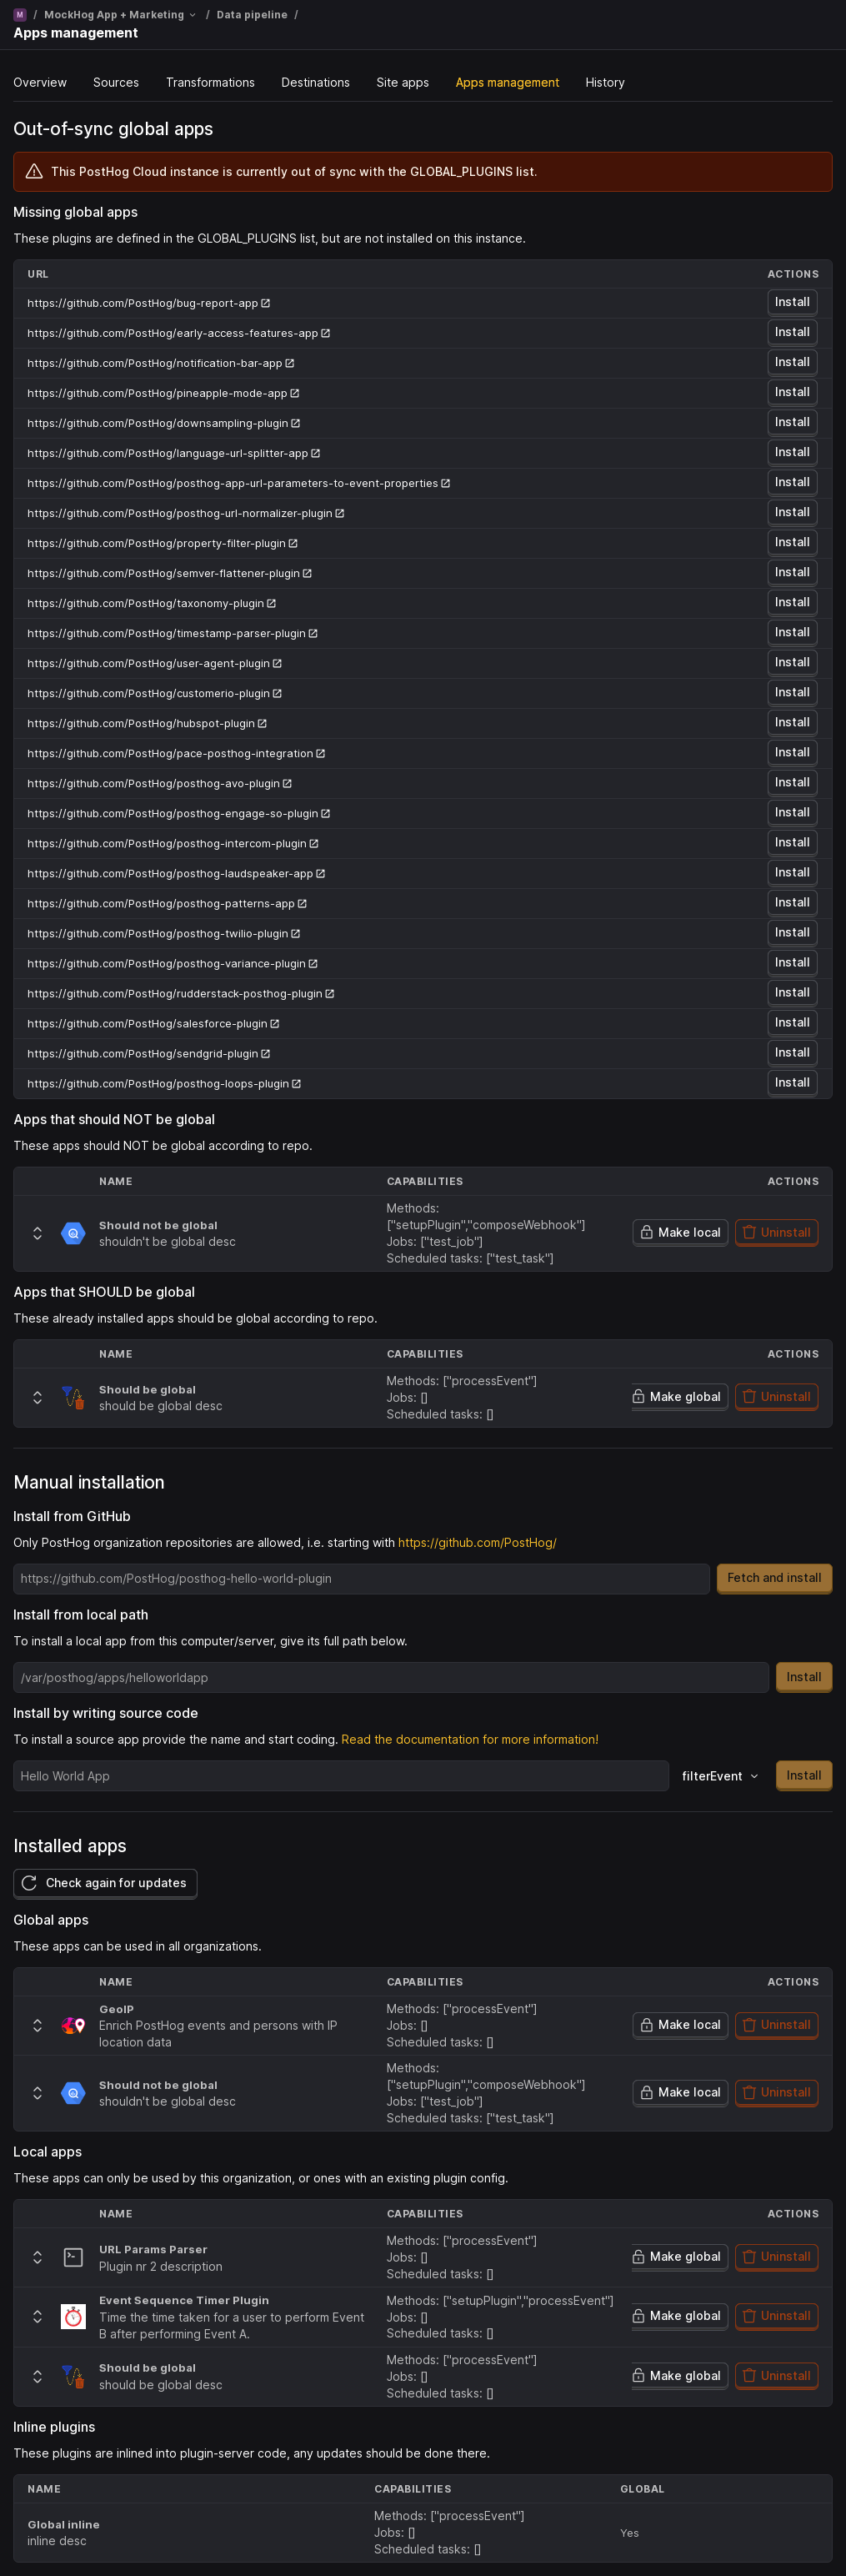 M / MockHog App + Marketing / Data pipeline /
Apps management
Overview Sources Transformations Destinations Site apps Apps management History
Out-of-sync global apps
This PostHog Cloud instance is currently out of sync with the GLOBAL_PLUGINS list.
Missing global apps
These plugins are defined in the GLOBAL_PLUGINS list, but are not installed on this instance.
URL ACTIONS
https://github.com/PostHog/bug-report-app Install
https://github.com/PostHog/early-access-features-app Install
https://github.com/PostHog/notification-bar-app Install
https://github.com/PostHog/pineapple-mode-app Install
https://github.com/PostHog/downsampling-plugin Install
https://github.com/PostHog/language-url-splitter-app Install
https://github.com/PostHog/posthog-app-url-parameters-to-event-properties Install
https://github.com/PostHog/posthog-url-normalizer-plugin Install
https://github.com/PostHog/property-filter-plugin Install
https://github.com/PostHog/semver-flattener-plugin Install
https://github.com/PostHog/taxonomy-plugin Install
https://github.com/PostHog/timestamp-parser-plugin Install
https://github.com/PostHog/user-agent-plugin Install
https://github.com/PostHog/customerio-plugin Install
https://github.com/PostHog/hubspot-plugin Install
https://github.com/PostHog/pace-posthog-integration Install
https://github.com/PostHog/posthog-avo-plugin Install
https://github.com/PostHog/posthog-engage-so-plugin Install
https://github.com/PostHog/posthog-intercom-plugin Install
https://github.com/PostHog/posthog-laudspeaker-app Install
https://github.com/PostHog/posthog-patterns-app Install
https://github.com/PostHog/posthog-twilio-plugin Install
https://github.com/PostHog/posthog-variance-plugin Install
https://github.com/PostHog/rudderstack-posthog-plugin Install
https://github.com/PostHog/salesforce-plugin Install
https://github.com/PostHog/sendgrid-plugin Install
https://github.com/PostHog/posthog-loops-plugin Install
Apps that should NOT be global
These apps should NOT be global according to repo.
NAME CAPABILITIES ACTIONS
Should not be global
shouldn't be global desc
Methods:
["setupPlugin","composeWebhook"]
Jobs: ["test_job"]
Scheduled tasks: ["test_task"]
Make local Uninstall
Apps that SHOULD be global
These already installed apps should be global according to repo.
NAME CAPABILITIES ACTIONS
Should be global
should be global desc
Methods: ["processEvent"]
Jobs: []
Scheduled tasks: []
Make global Uninstall
Manual installation
Install from GitHub
Only PostHog organization repositories are allowed, i.e. starting with https://github.com/PostHog/
https://github.com/PostHog/posthog-hello-world-plugin Fetch and install
Install from local path
To install a local app from this computer/server, give its full path below.
/var/posthog/apps/helloworldapp Install
Install by writing source code
To install a source app provide the name and start coding. Read the documentation for more information!
Hello World App filterEvent Install
Installed apps
Check again for updates
Global apps
These apps can be used in all organizations.
NAME CAPABILITIES ACTIONS
GeoIP
Enrich PostHog events and persons with IP
location data
Methods: ["processEvent"]
Jobs: []
Scheduled tasks: []
Make local Uninstall
Should not be global
shouldn't be global desc
Methods:
["setupPlugin","composeWebhook"]
Jobs: ["test_job"]
Scheduled tasks: ["test_task"]
Make local Uninstall
Local apps
These apps can only be used by this organization, or ones with an existing plugin config.
NAME CAPABILITIES ACTIONS
URL Params Parser
Plugin nr 2 description
Methods: ["processEvent"]
Jobs: []
Scheduled tasks: []
Make global Uninstall
Event Sequence Timer Plugin
Time the time taken for a user to perform Event
B after performing Event A.
Methods: ["setupPlugin","processEvent"]
Jobs: []
Scheduled tasks: []
Make global Uninstall
Should be global
should be global desc
Methods: ["processEvent"]
Jobs: []
Scheduled tasks: []
Make global Uninstall
Inline plugins
These plugins are inlined into plugin-server code, any updates should be done there.
NAME CAPABILITIES GLOBAL
Global inline
inline desc
Methods: ["processEvent"]
Jobs: []
Scheduled tasks: []
Yes